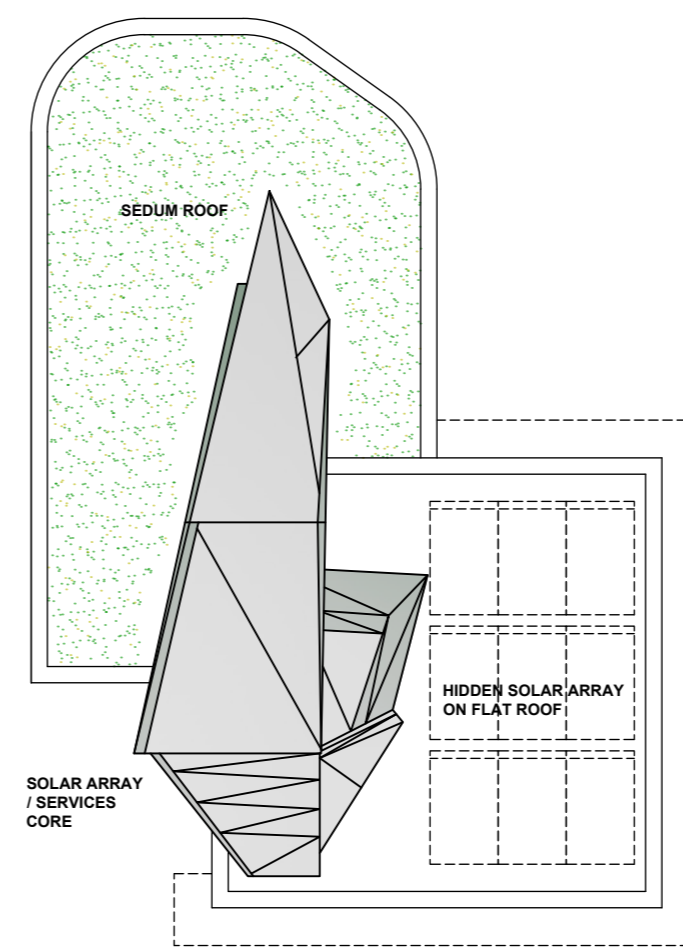 SEDUM ROOF
HIDDEN SOLAR ARRAY
ON FLAT ROOF
SOLAR ARRAY
/ SERVICES
CORE